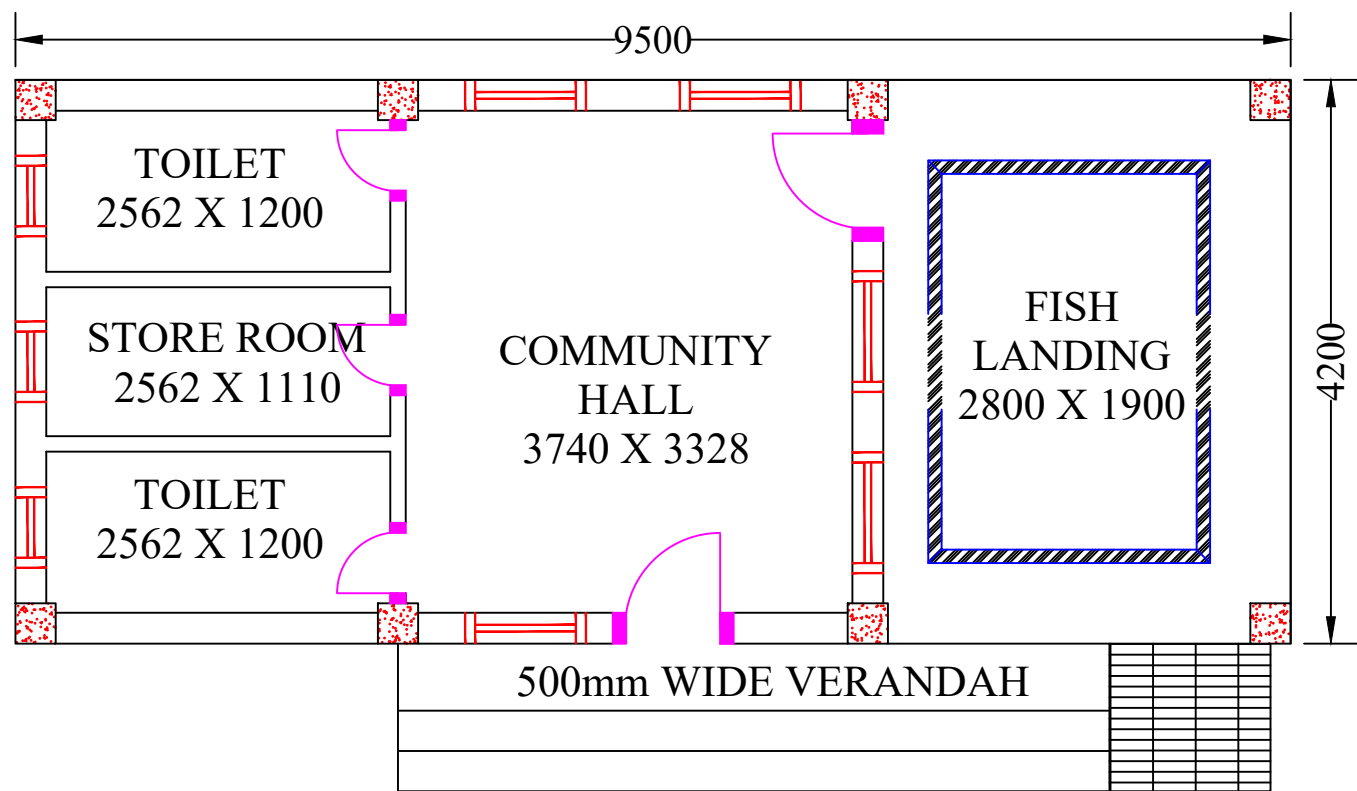 9500
TOILET
2562 X 1200
STORE ROOM
2562 X 1110
TOILET
2562 X 1200
COMMUNITY
HALL
3740 X 3328
FISH
LANDING
2800 X 1900
4200
500mm WIDE VERANDAH